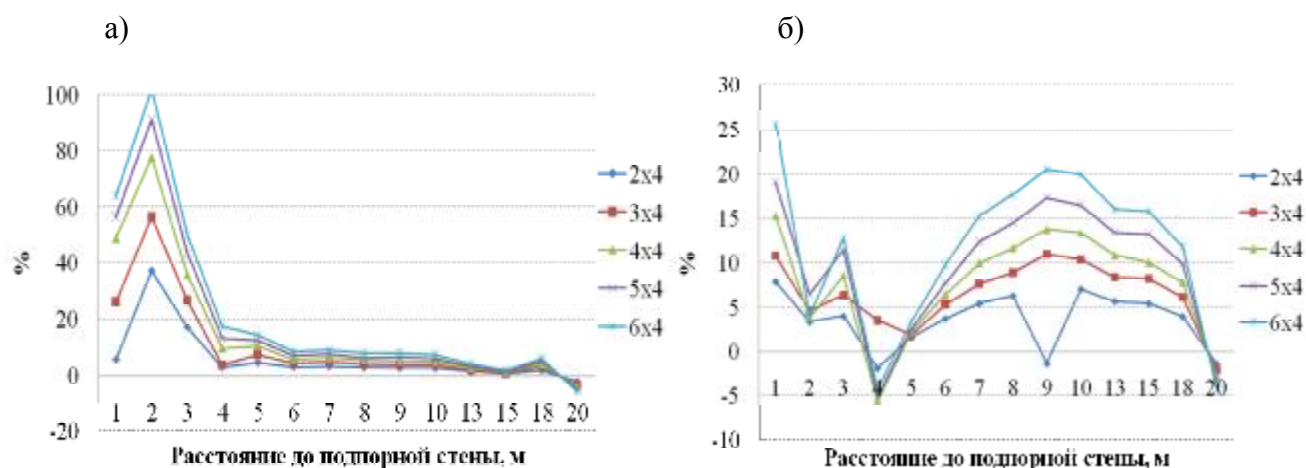 а)
б)
100
80
60
40
20
0
-20
%
1 2 3 4 5 6 7 8 9 10 13 15 18 20
Расстояние до подпорной стены, м
2x4
3x4
4x4
5x4
6x4
30
25
20
15
10
5
0
-5
-10
%
1 2 3 4 5 6 7 8 9 10 13 15 18 20
Расстояние до подпорной стены, м
2x4
3x4
4x4
5x4
6x4